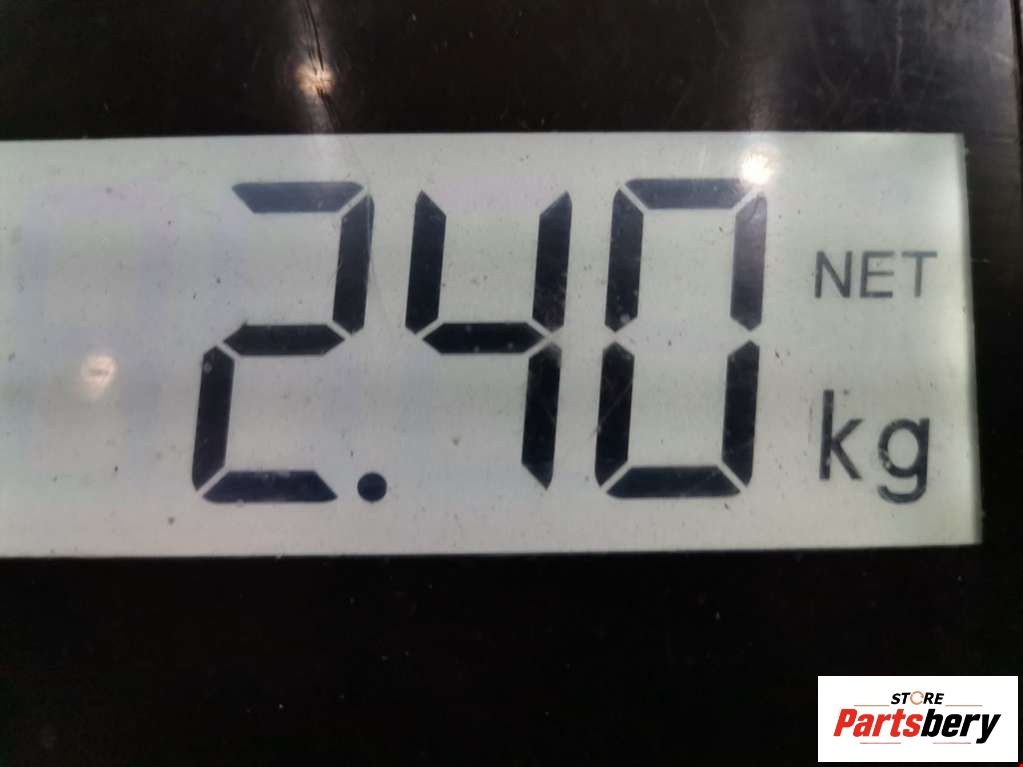 2.40
NET
kg
STORE
Partsbery